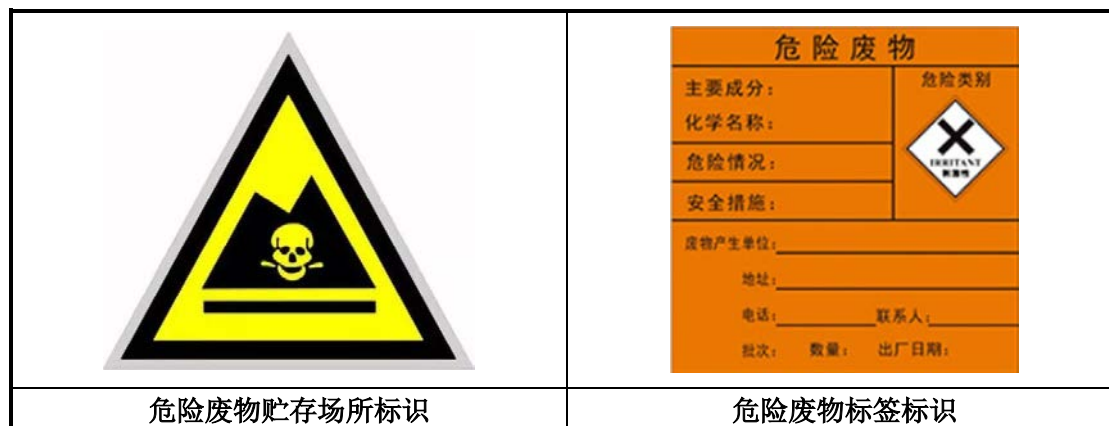 危险废物
主要成分：
危险类别
化学名称：
危险情况：
IRRITANT
刺激性
安全措施：
废物产生单位：
地址：
电话： 联系人：
批次： 数量： 出厂日期：
危险废物贮存场所标识
危险废物标签标识